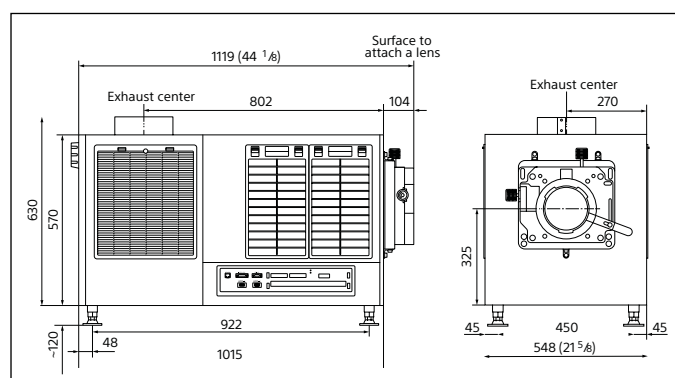 Surface to
attach a lens
1119 (44 1/8)
Exhaust center
802
104
Exhaust center
270
630
570
325
~120
48
922
1015
45
450
45
548 (21 5/8)